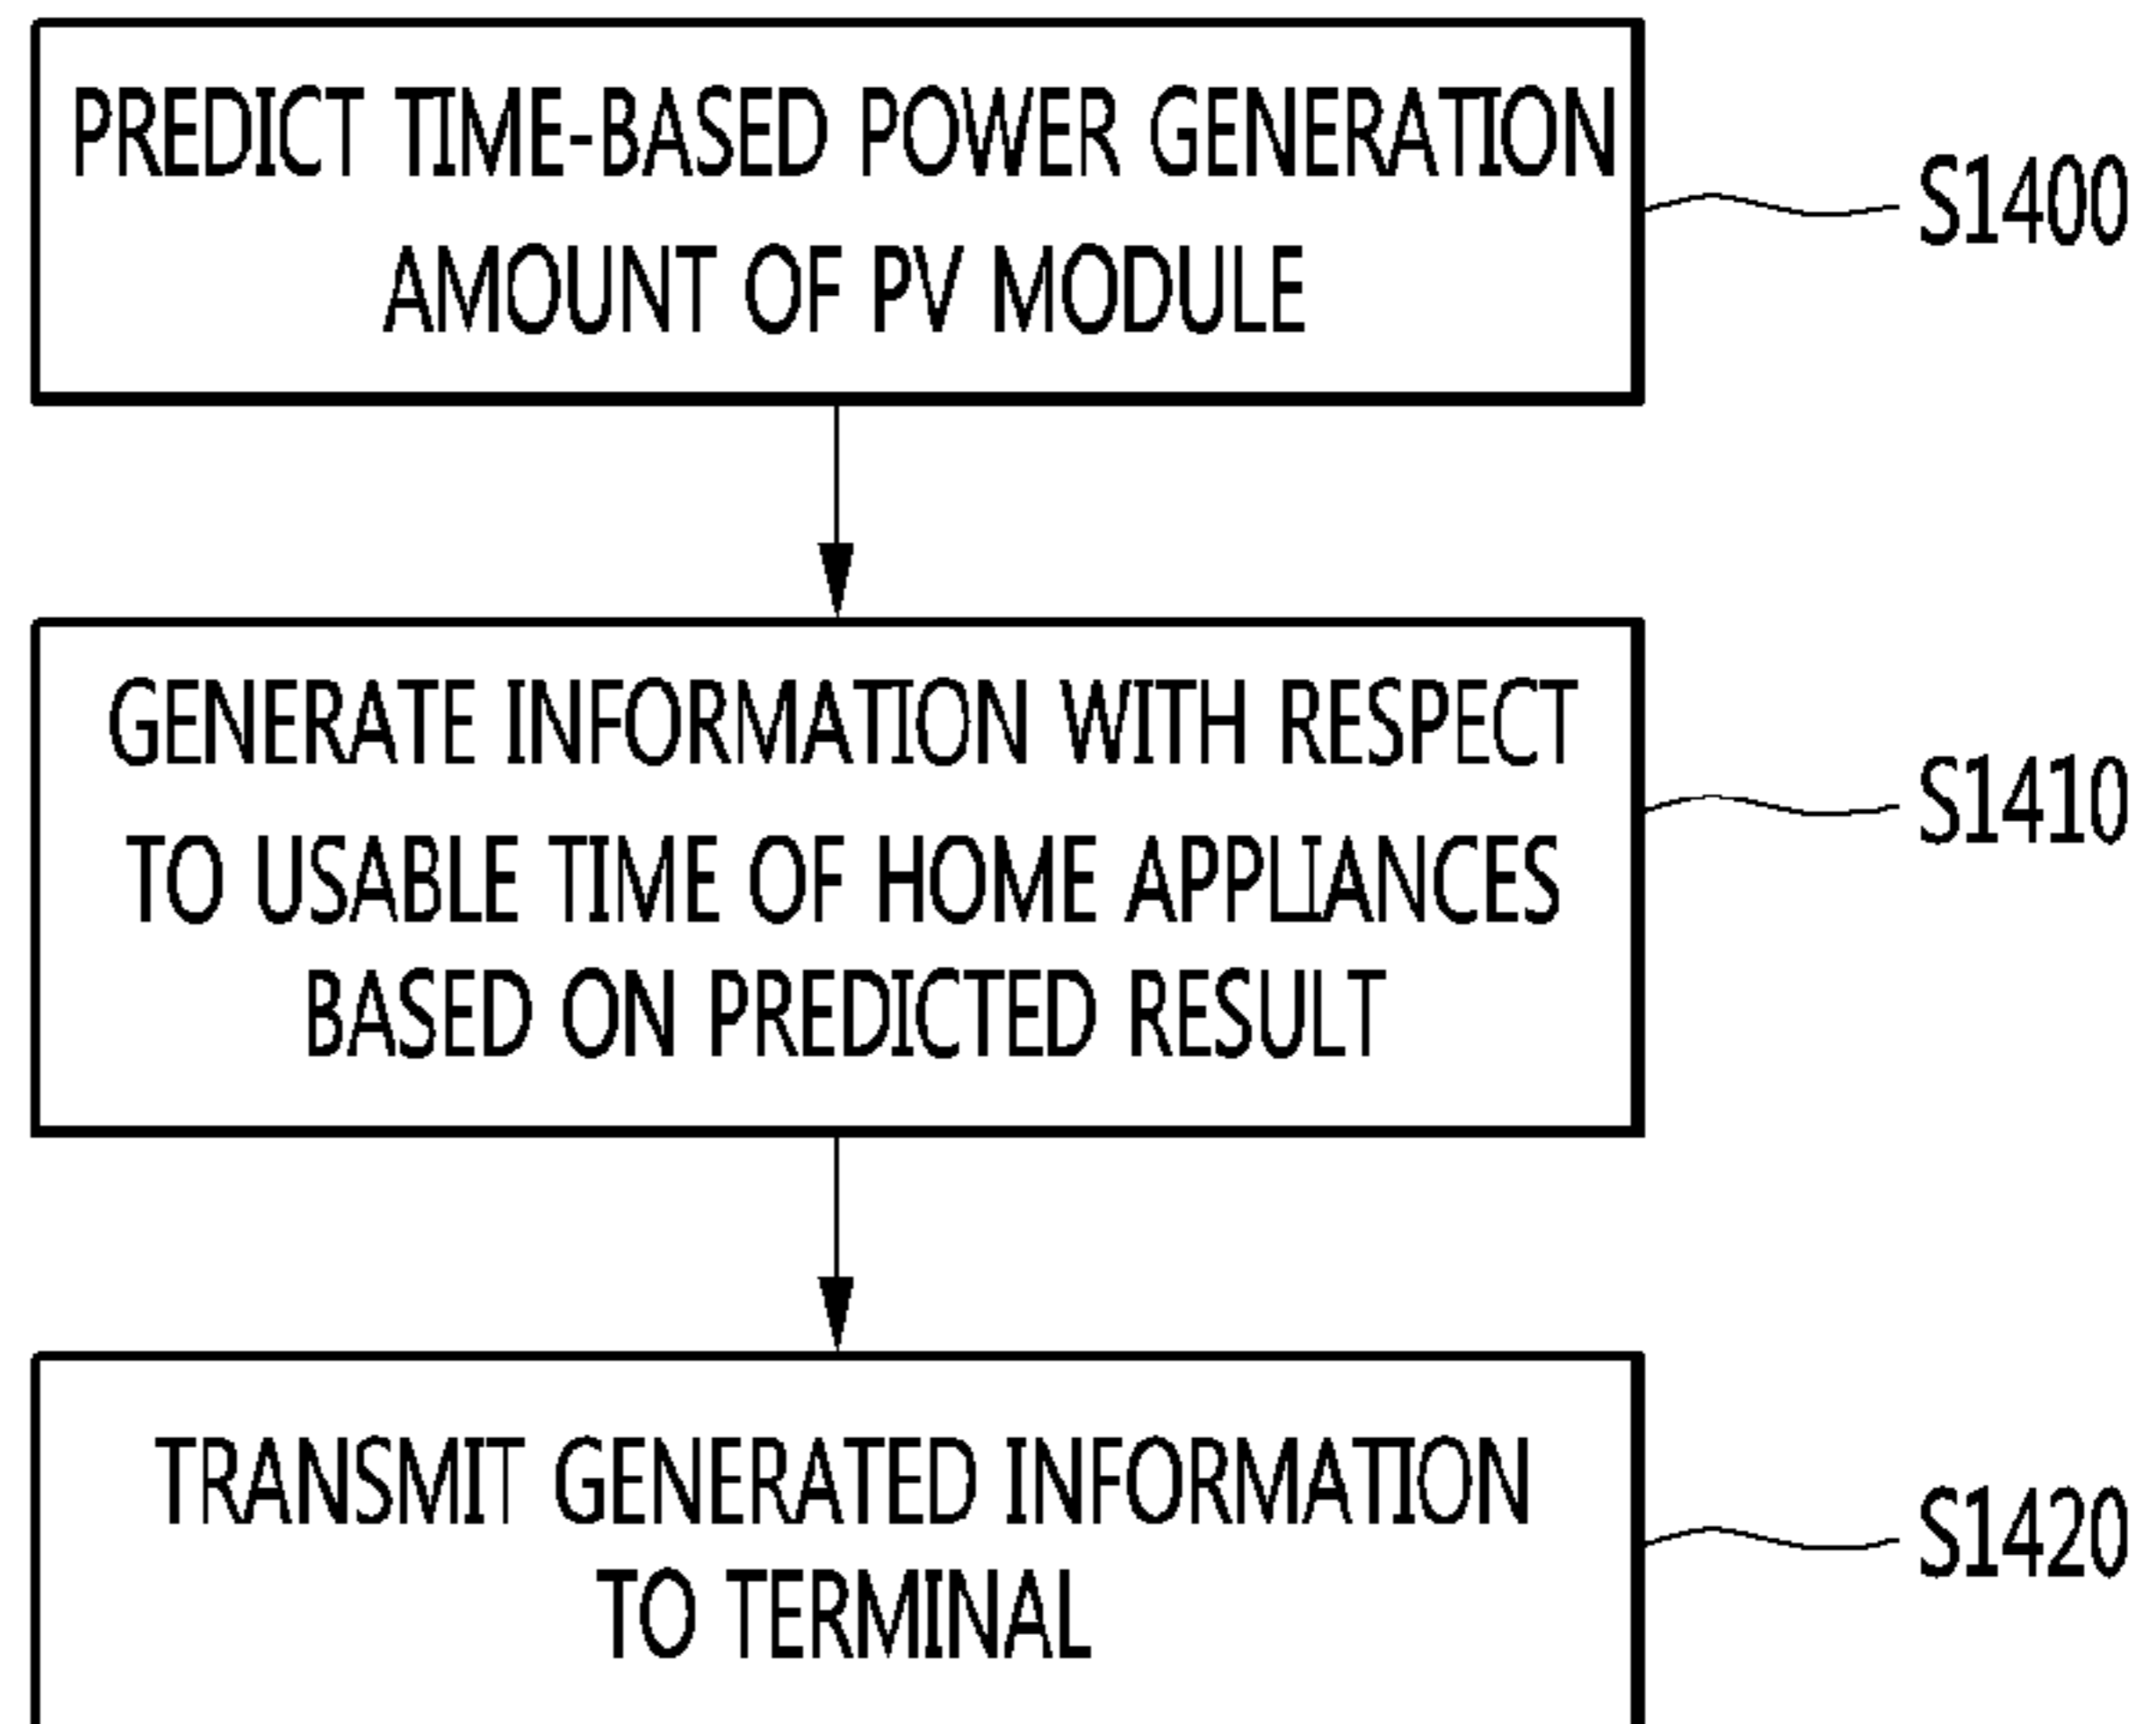 PREDICT TIME-BASED POWER GENERATION
AMOUNT OF PV MODULE
S1400
GENERATE INFORMATION WITH RESPECT
TO USABLE TIME OF HOME APPLIANCES
BASED ON PREDICTED RESULT
S1410
TRANSMIT GENERATED INFORMATION
TO TERMINAL
S1420